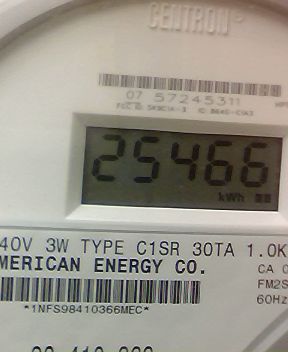 CENTRON
07 57245311
25466
kWh
40V 3W TYPE C1SR 30TA 1.0K
MERICAN ENERGY CO.
CA 0
FM2S
60Hz
*1NFS98410366MEC*